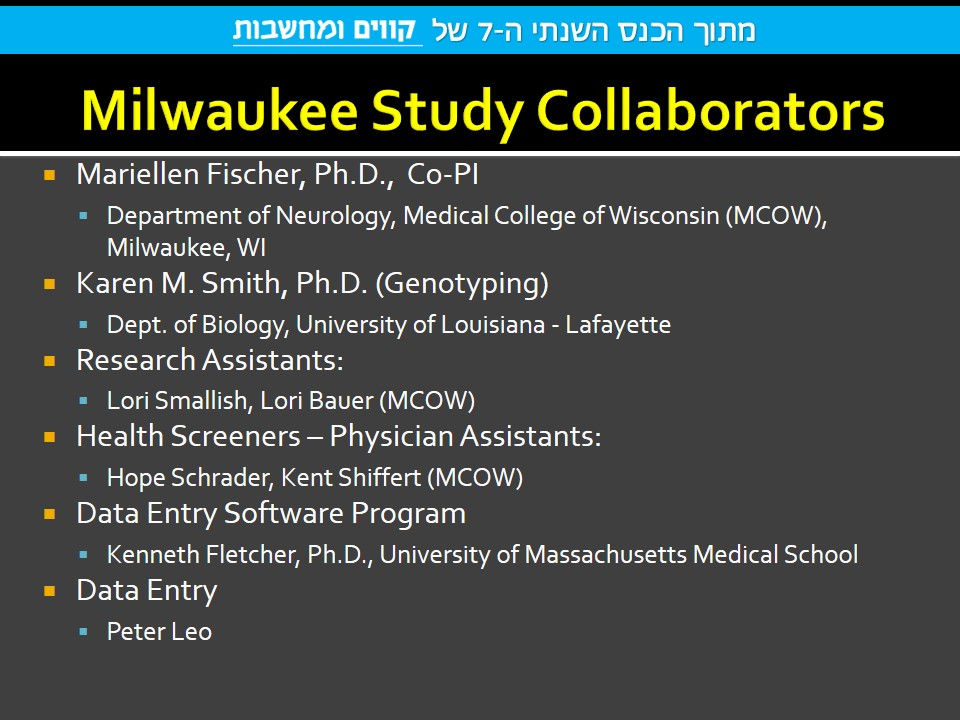 מתוך הכנס השנתי ה-7 של קווים ומחשבות
Milwaukee Study Collaborators
Mariellen Fischer, Ph.D., Co-PI
Department of Neurology, Medical College of Wisconsin (MCOW),
Milwaukee, WI
Karen M. Smith, Ph.D. (Genotyping)
Dept. of Biology, University of Louisiana - Lafayette
Research Assistants:
Lori Smallish, Lori Bauer (MCOW)
Health Screeners – Physician Assistants:
Hope Schrader, Kent Shiffert (MCOW)
Data Entry Software Program
Kenneth Fletcher, Ph.D., University of Massachusetts Medical School
Data Entry
Peter Leo